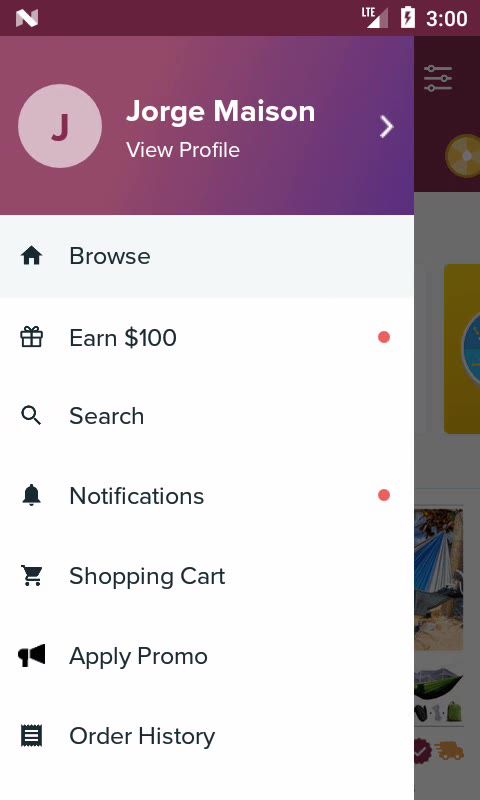 LTE 3:00
J
Jorge Maison
View Profile
Browse
Earn $100
Search
Notifications
Shopping Cart
Apply Promo
Order History